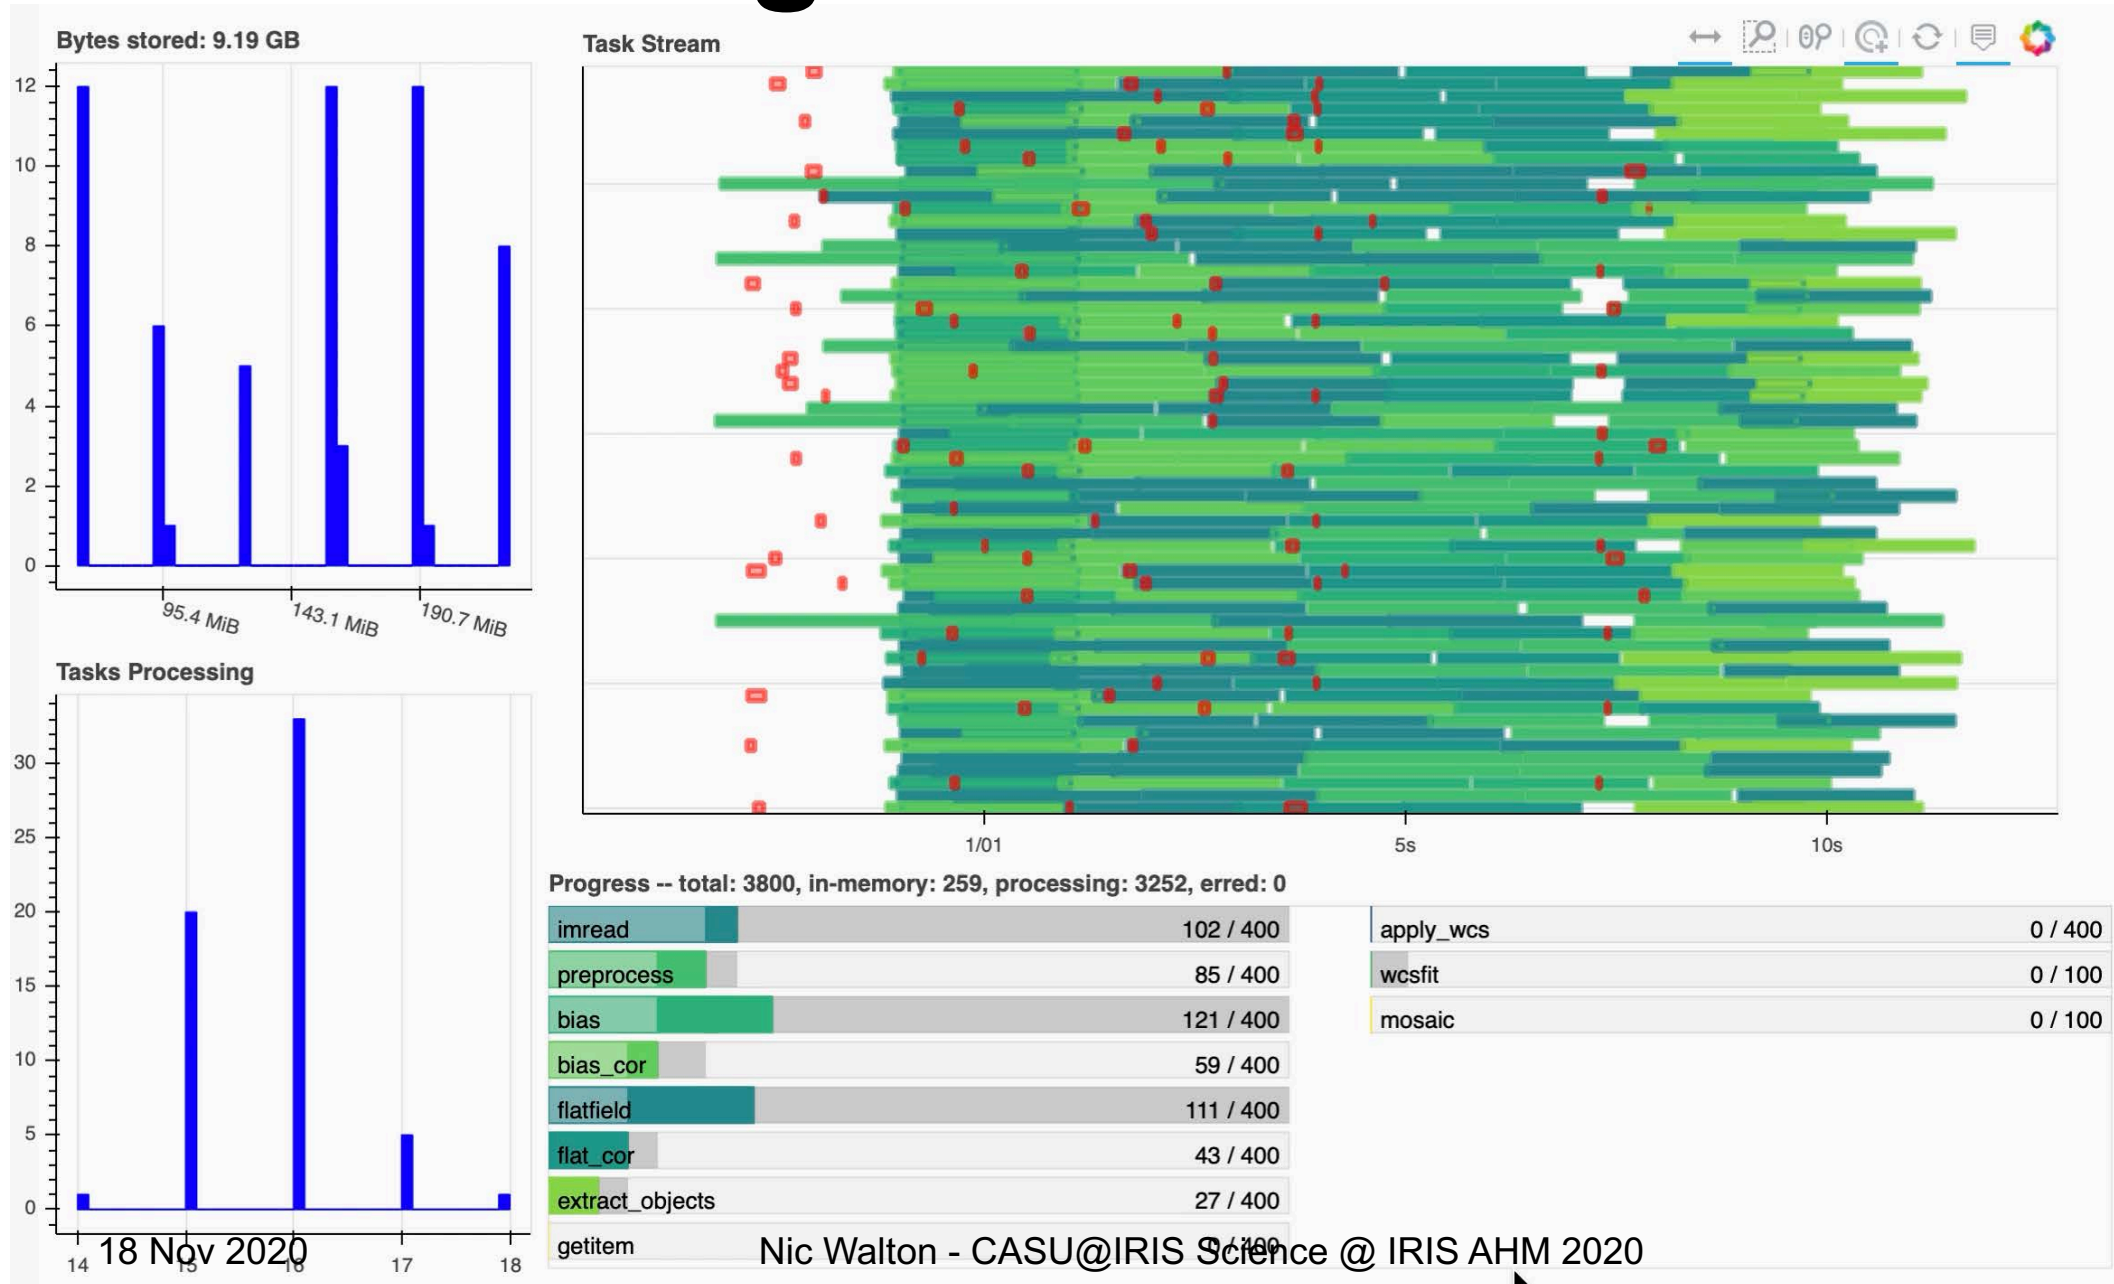 Bytes stored: 9.19 GB
12
10
8
6
4
2
0
95.4 MiB
143.1 MiB
190.7 MiB
Tasks Processing
30
25
20
15
10
5
0
14
15
16
17
18
Task Stream
1/01
5s
10s
Progress -- total: 3800, in-memory: 259, processing: 3252, erred: 0
imread 102 / 400
preprocess 85 / 400
bias 121 / 400
bias_cor 59 / 400
flatfield 111 / 400
flat_cor 43 / 400
extract_objects 27 / 400
getitem 0 / 400
apply_wcs 0 / 400
wcsfit 0 / 100
mosaic 0 / 100
18 Nov 2020
Nic Walton - CASU@IRIS Science @ IRIS AHM 2020